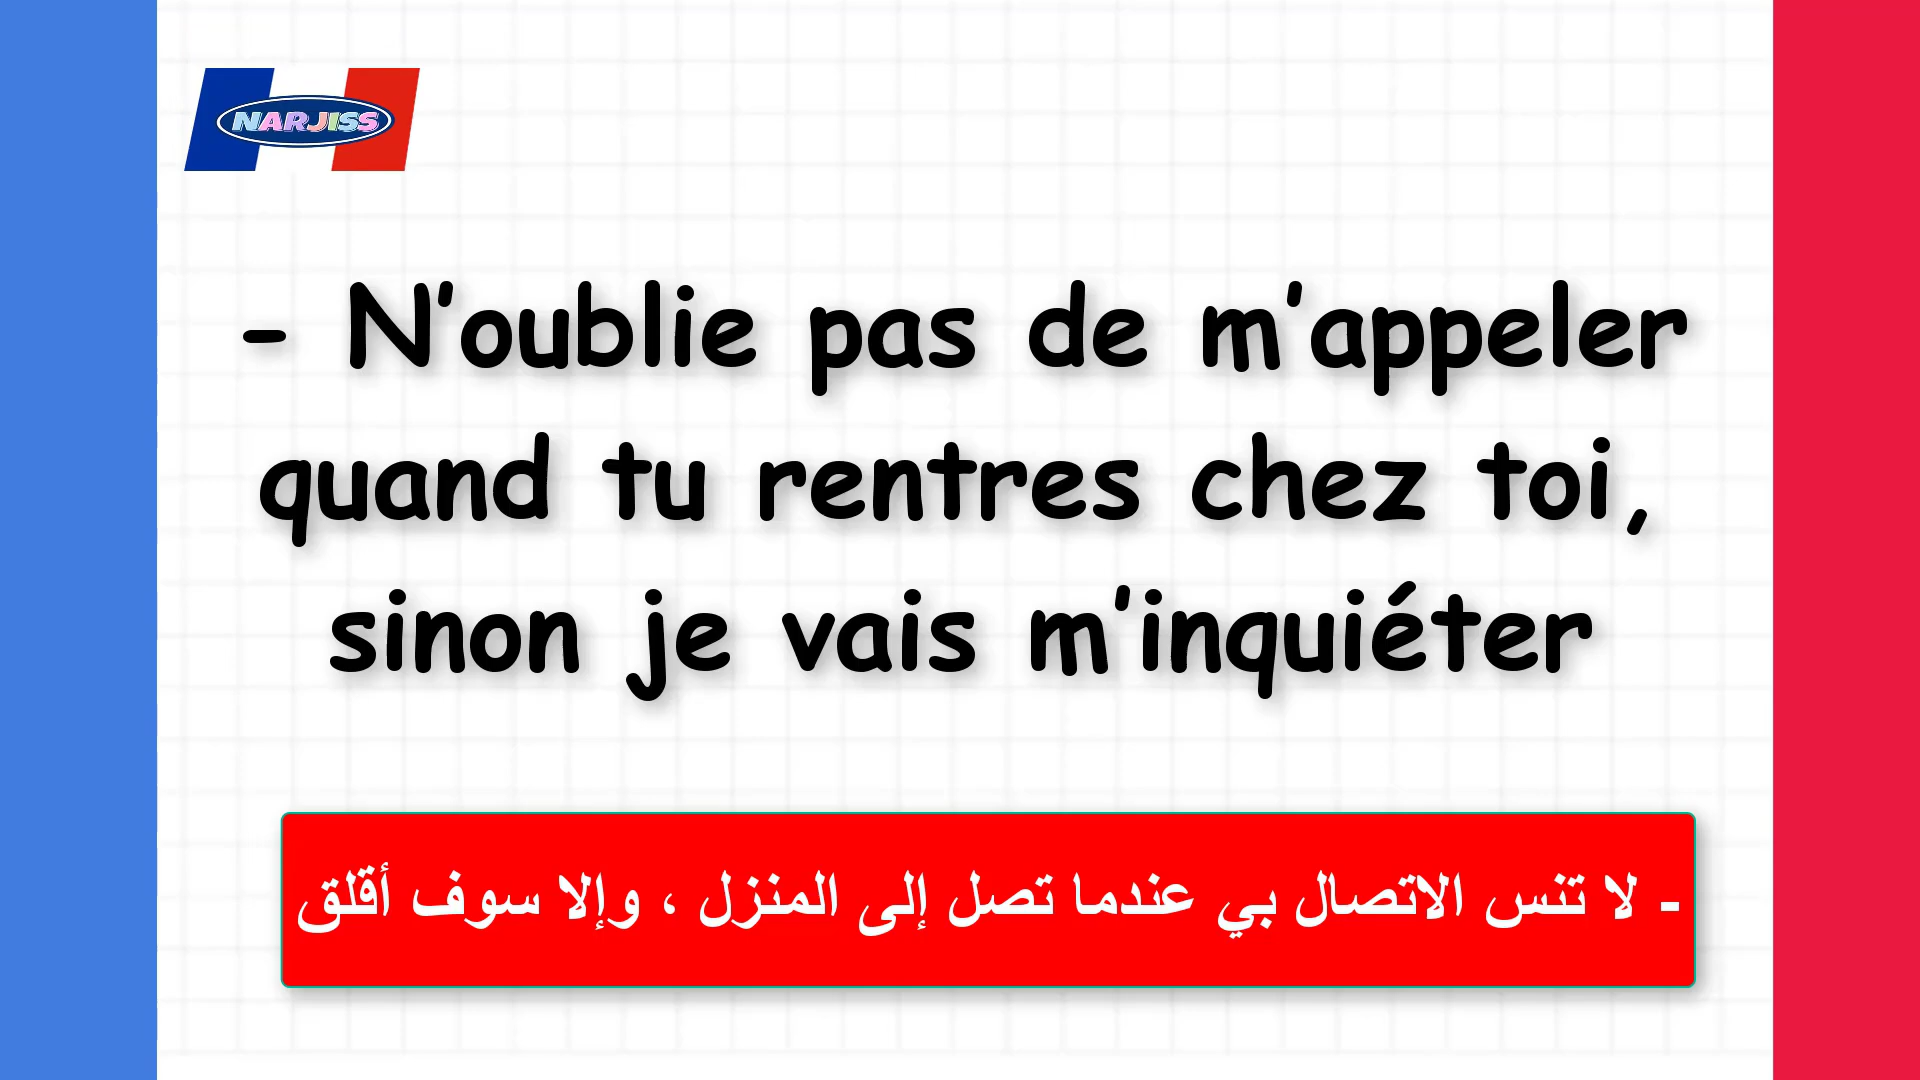 NARJISS
- N’oublie pas de m’appeler
quand tu rentres chez toi,
sinon je vais m’inquiéter
- لا تنس الاتصال بي عندما تصل إلى المنزل ، وإلا سوف أقلق